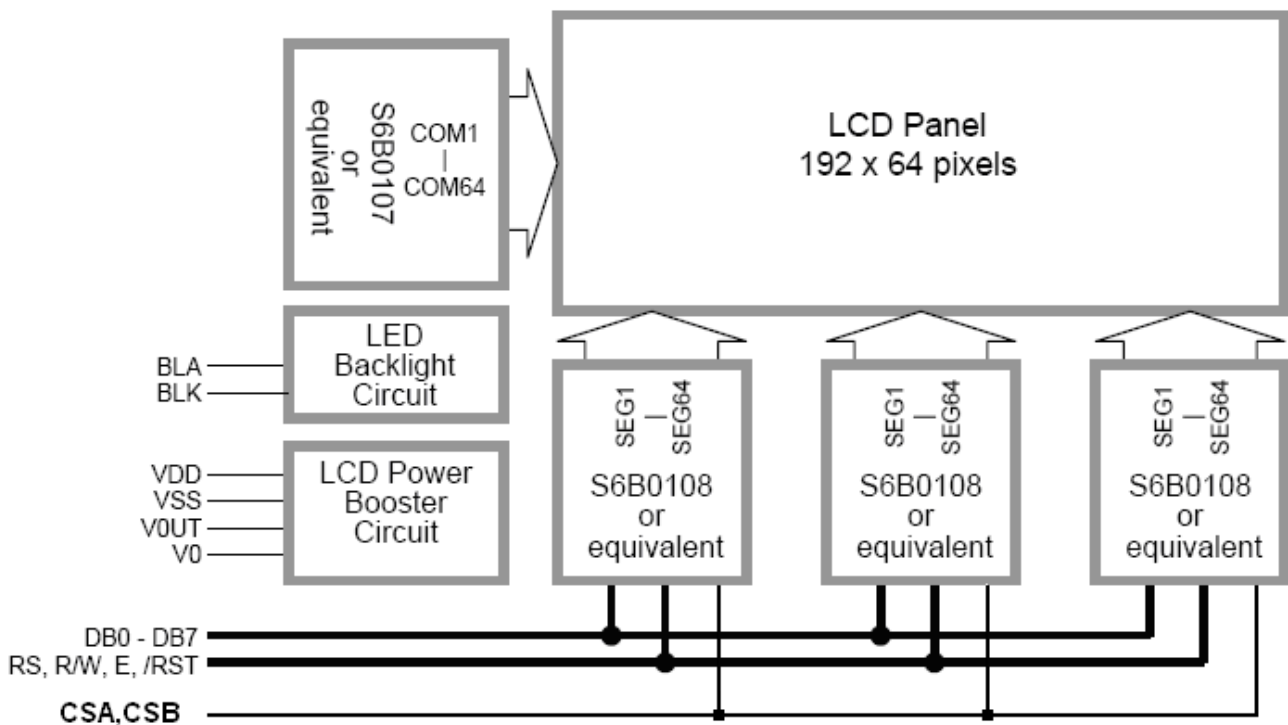 S6B0107
or
equivalent
COM1
|
COM64
LCD Panel
192 x 64 pixels
BLA
BLK
LED
Backlight
Circuit
VDD
VSS
V0UT
V0
LCD Power
Booster
Circuit
SEG1
|
SEG64
S6B0108
or
equivalent
SEG1
|
SEG64
S6B0108
or
equivalent
SEG1
|
SEG64
S6B0108
or
equivalent
DB0 - DB7
RS, R/W, E, /RST
CSA,CSB